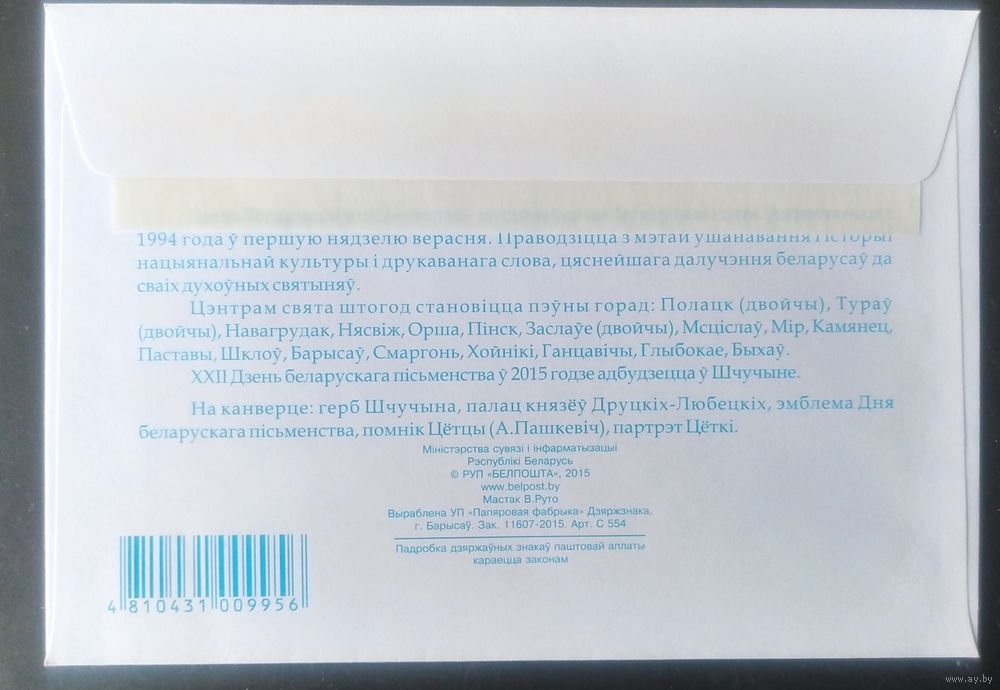 1994 года ў першую нядзелю верасня. Праводзіцца з мэтай ушанавання гісторыі
нацыянальнай культуры і друкаванага слова, цяснейшага далучэння беларусаў да
сваіх духоўных святыняў.
Цэнтрам свята штогод становіцца пэўны горад: Полацк (двойчы), Тураў
(двойчы), Навагрудак, Нясвіж, Орша, Пінск, Заслаўе (двойчы), Мсціслаў, Мір, Камянец,
Паставы, Шклоў, Барысаў, Смаргонь, Хойнікі, Ганцавічы, Глыбокае, Быхаў.
XXII Дзень беларускага пісьменства ў 2015 годзе адбудзецца ў Шчучыне.
На канверце: герб Шчучына, палац князёў Друцкіх-Любецкіх, эмблема Дня
беларускага пісьменства, помнік Цётцы (А.Пашкевіч), партрэт Цёткі.
Міністэрства сувязі і інфарматызацыі
Рэспублікі Беларусь
© РУП «БЕЛПОШТА», 2015
www.belpost.by
Мастак В.Руто
Выраблена УП «Папяровая фабрыка» Дзяржзнака,
г. Барысаў. Зак. 11607-2015. Арт. С 554
Падробка дзяржаўных знакаў паштовай аплаты
караецца законам
4 810431 009956
www.ay.by